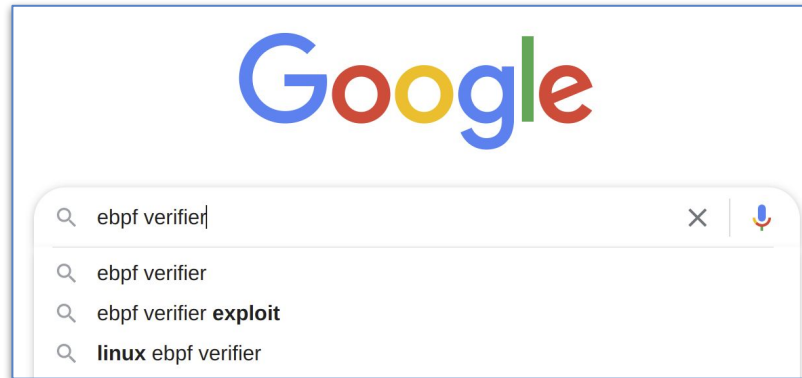 Google
ebpf verifier
ebpf verifier
ebpf verifier exploit
linux ebpf verifier